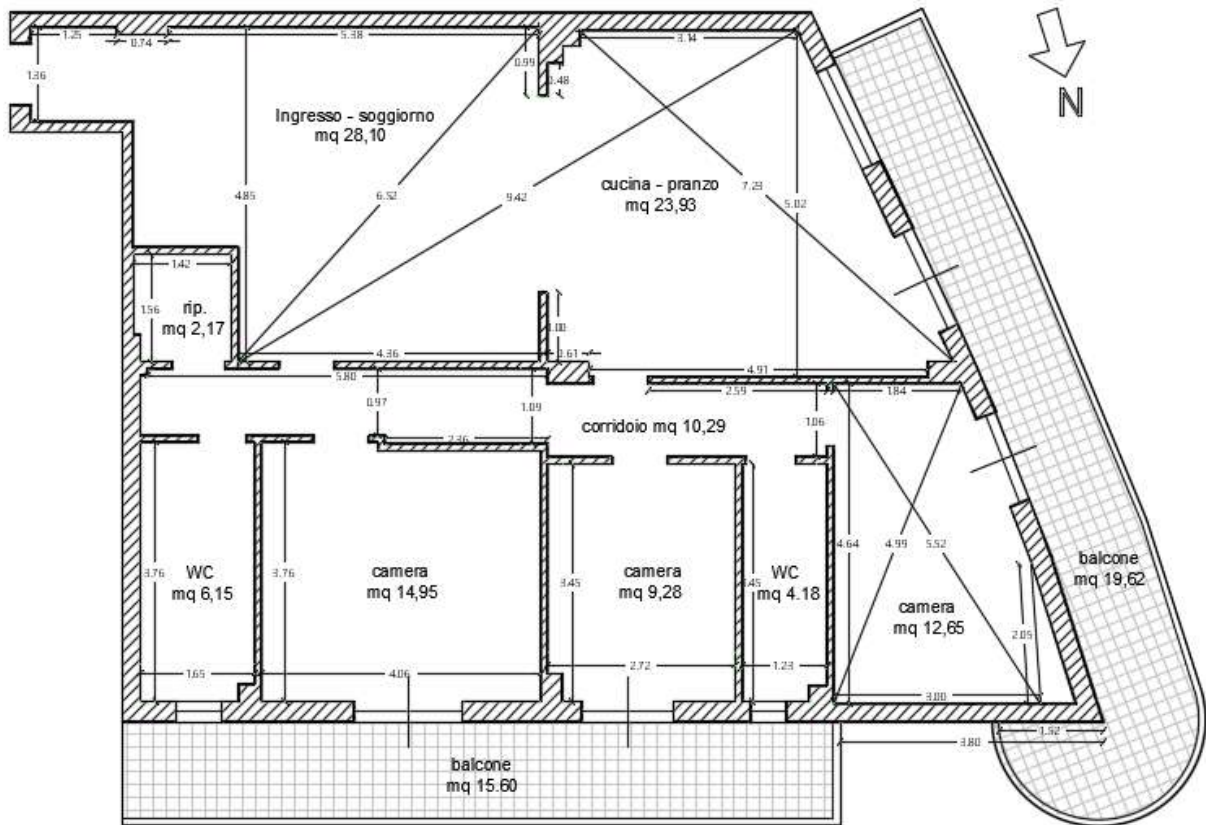 1.25
0.74
5.38
3.14
0.99
0.48
1.36
N
Ingresso - soggiorno
mq 28,10
4.85
6.52
9.42
cucina - pranzo
mq 23,93
7.23
5.02
1.42
1.56
rip.
mq 2,17
1.00
4.36
0.61
5.80
4.91
0.97
1.09
2.59
1.84
corridoio mq 10,29
1.06
2.36
3.76
WC
mq 6,15
3.76
camera
mq 14,95
3.45
camera
mq 9,28
3.45
WC
mq 4.18
4.64
4.99
5.52
camera
mq 12,65
2.05
balcone
mq 19,62
1.65
4.06
2.72
1.23
3.00
1.52
3.80
balcone
mq 15.60